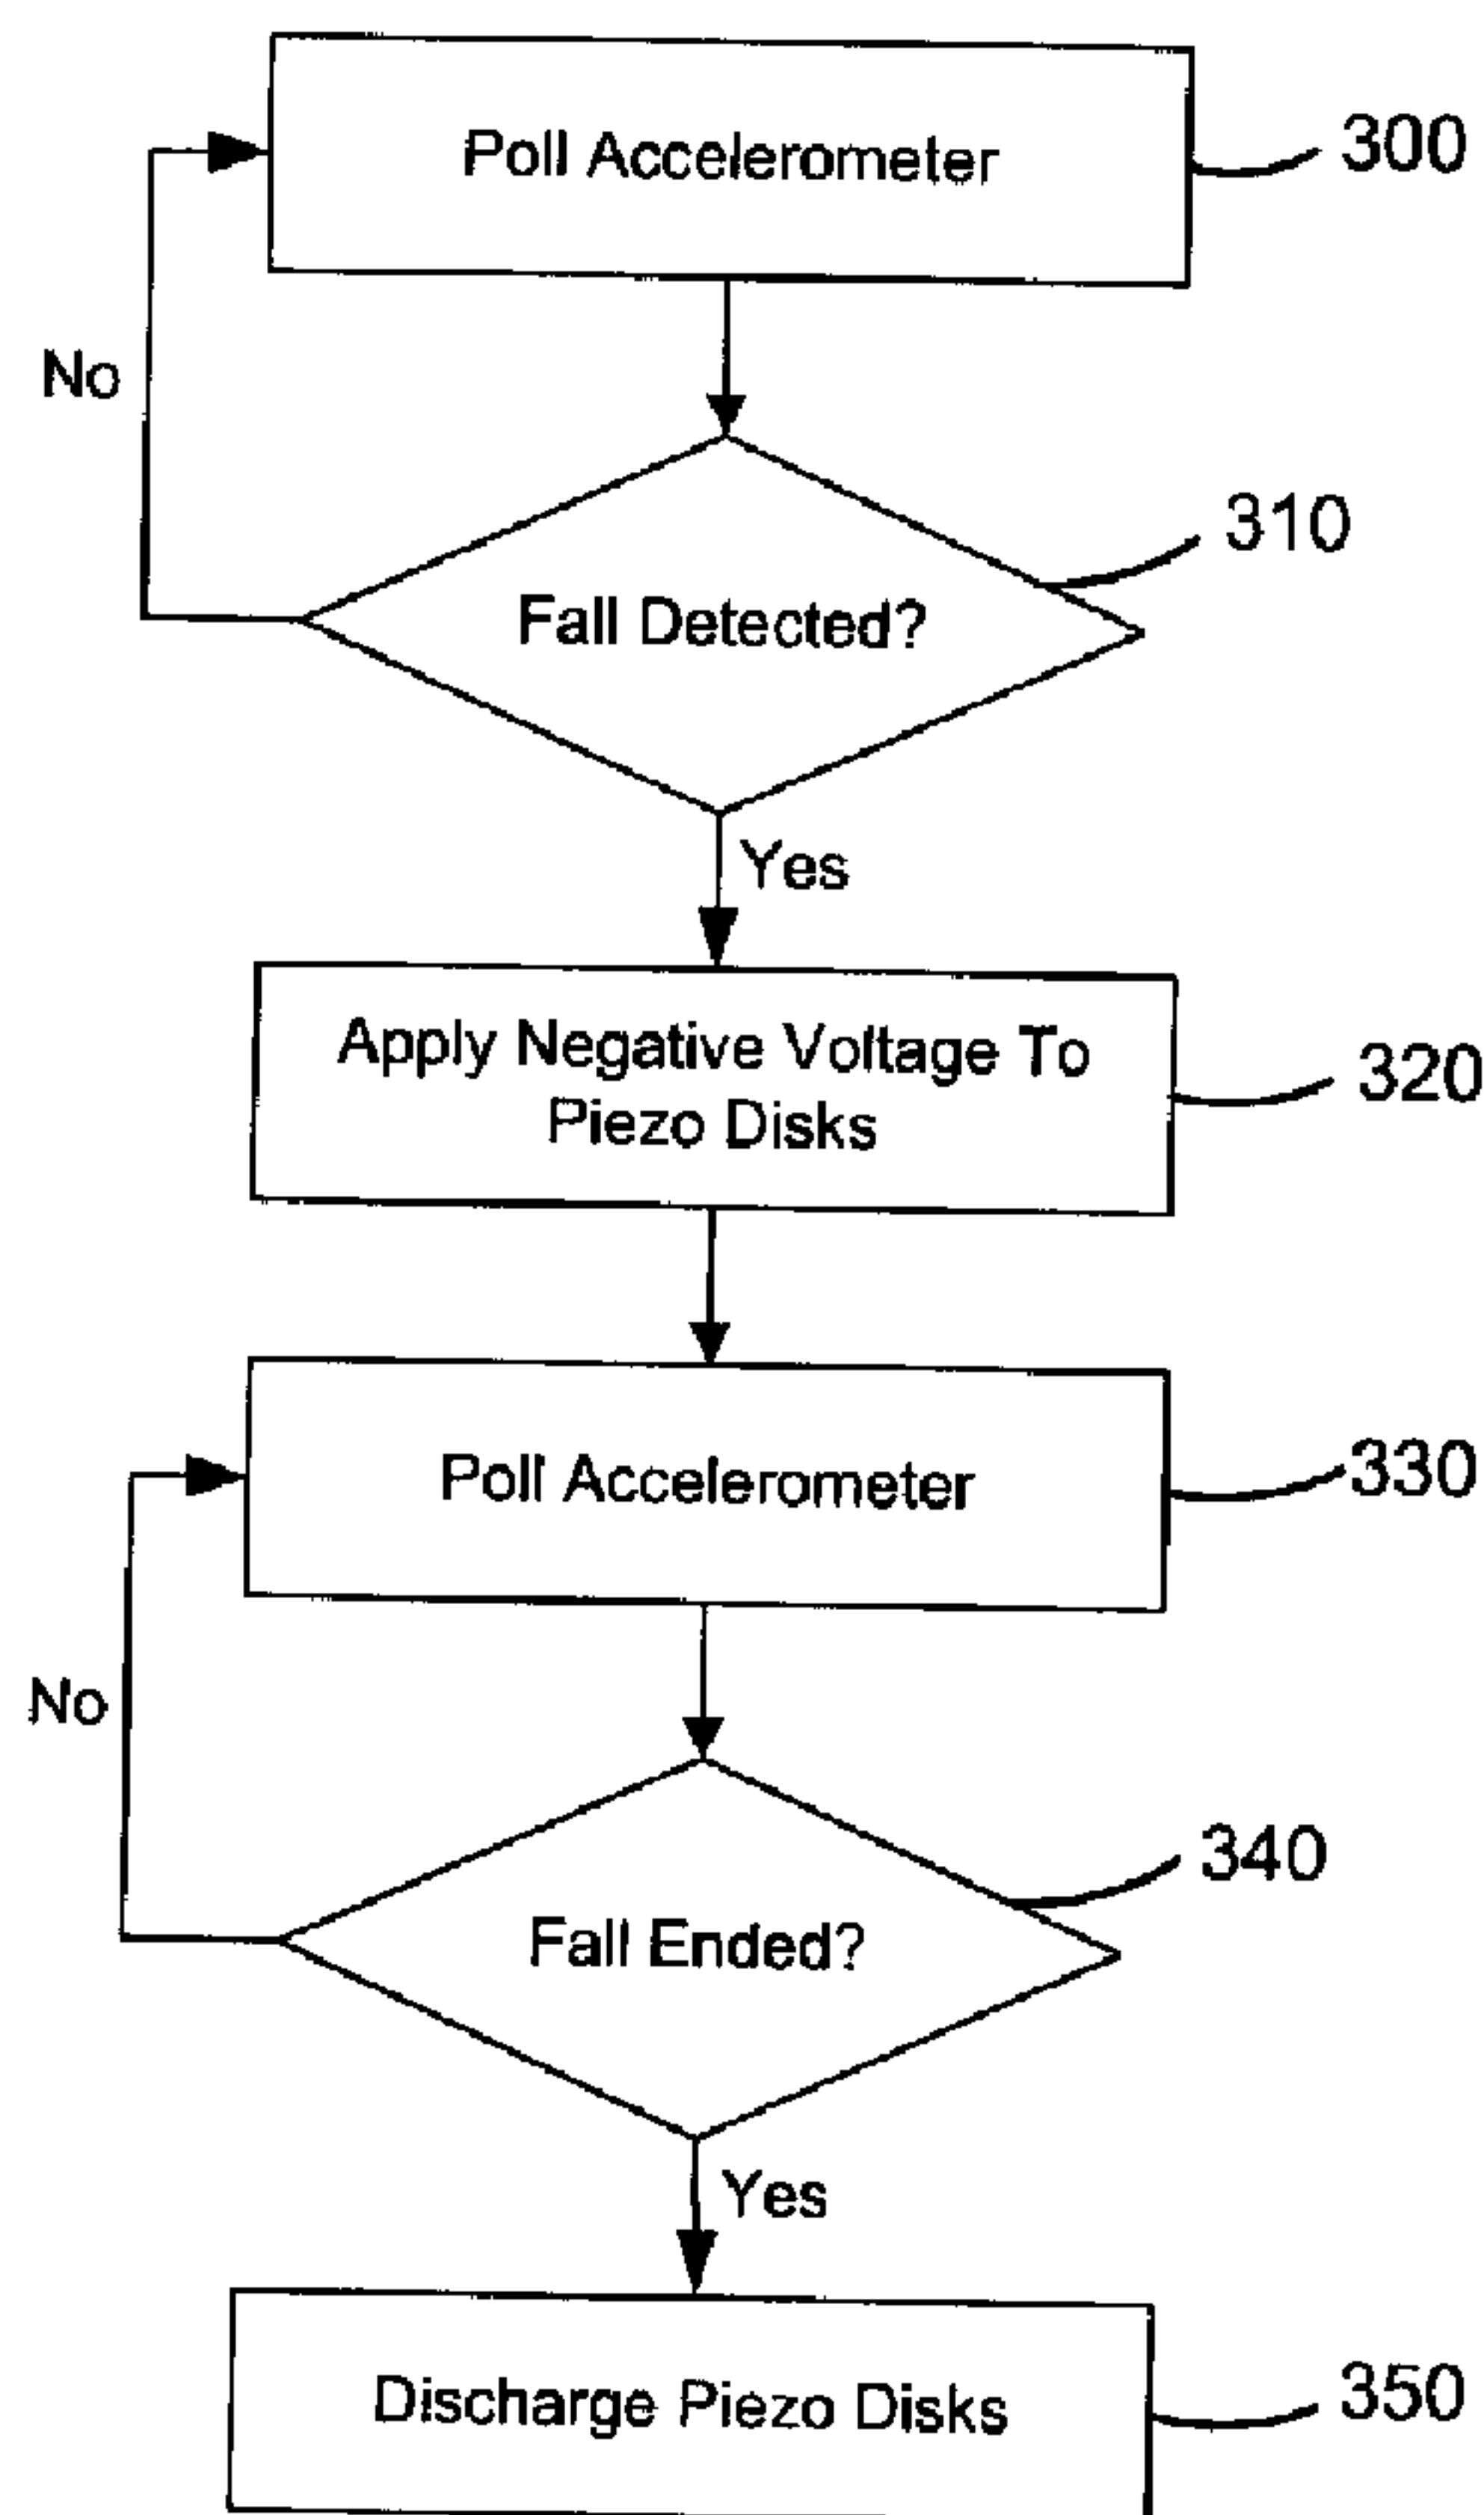 Poll Accelerometer
300
No
310
Fall Detected?
Yes
Apply Negative Voltage To
Piezo Disks
320
Poll Accelerometer
330
No
340
Fall Ended?
Yes
Discharge Piezo Disks
350